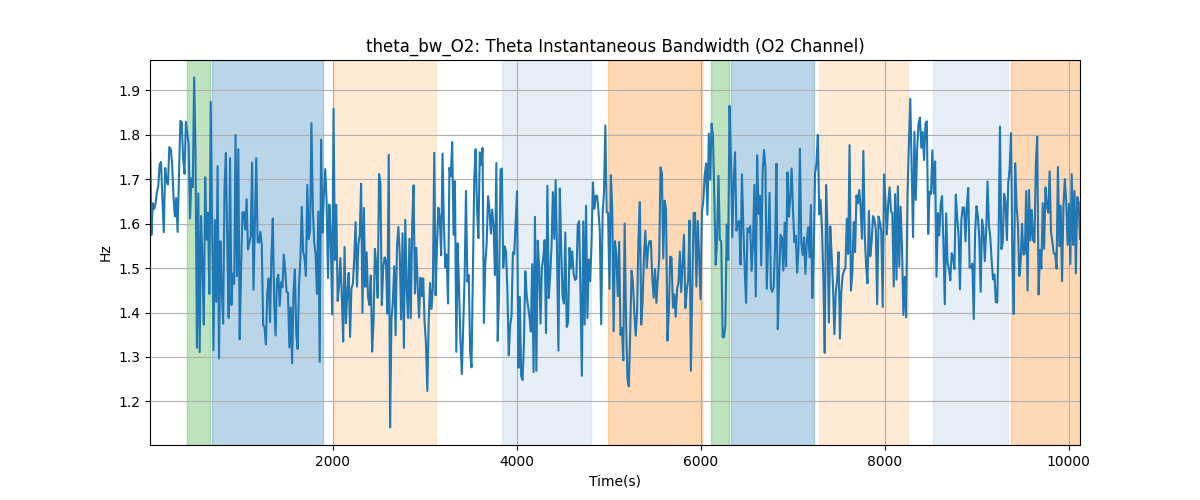 theta_bw_O2: Theta Instantaneous Bandwidth (O2 Channel)
Hz
1.9
1.8
1.7
1.6
1.5
1.4
1.3
1.2
2000 4000 6000 8000 10000
Time(s)